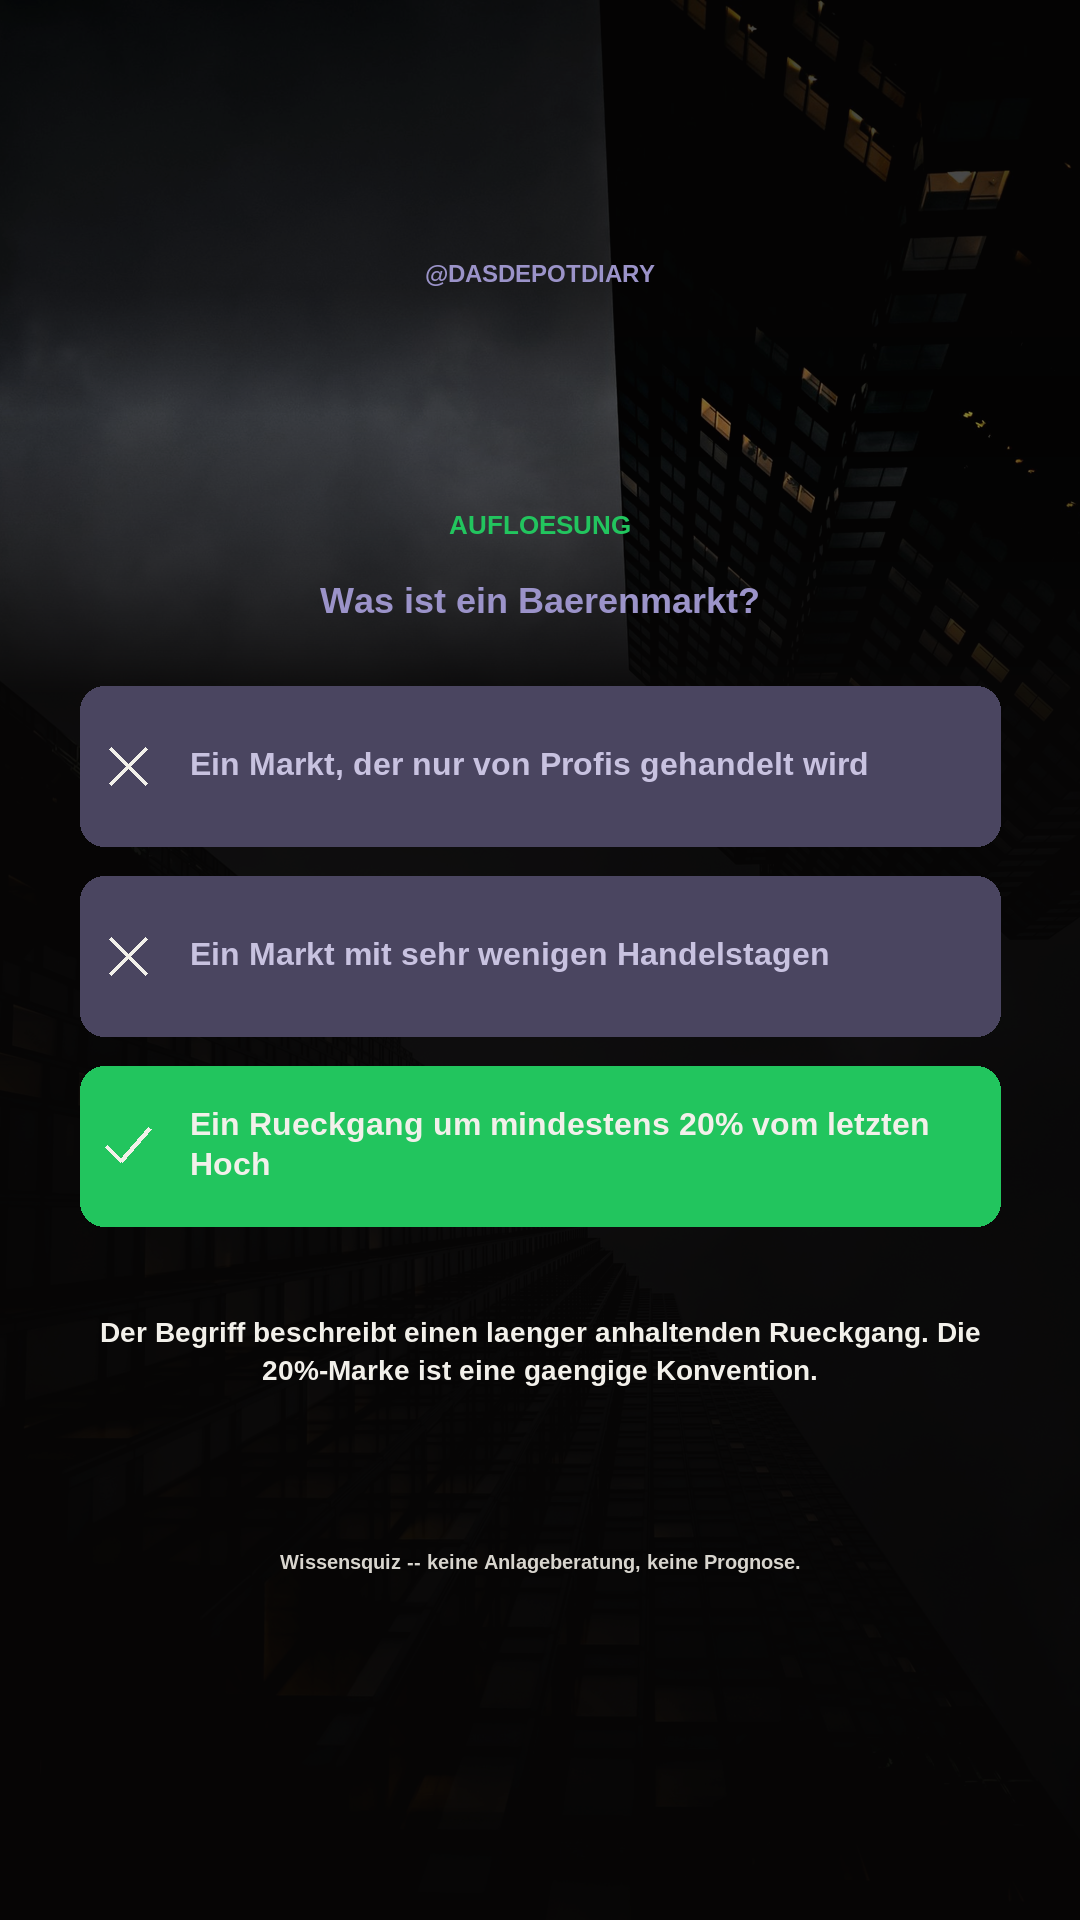 @DASDEPOTDIARY
AUFLOESUNG
Was ist ein Baerenmarkt?
Ein Markt, der nur von Profis gehandelt wird
Ein Markt mit sehr wenigen Handelstagen
Ein Rueckgang um mindestens 20% vom letzten
Hoch
Der Begriff beschreibt einen laenger anhaltenden Rueckgang. Die
20%-Marke ist eine gaengige Konvention.
Wissensquiz -- keine Anlageberatung, keine Prognose.